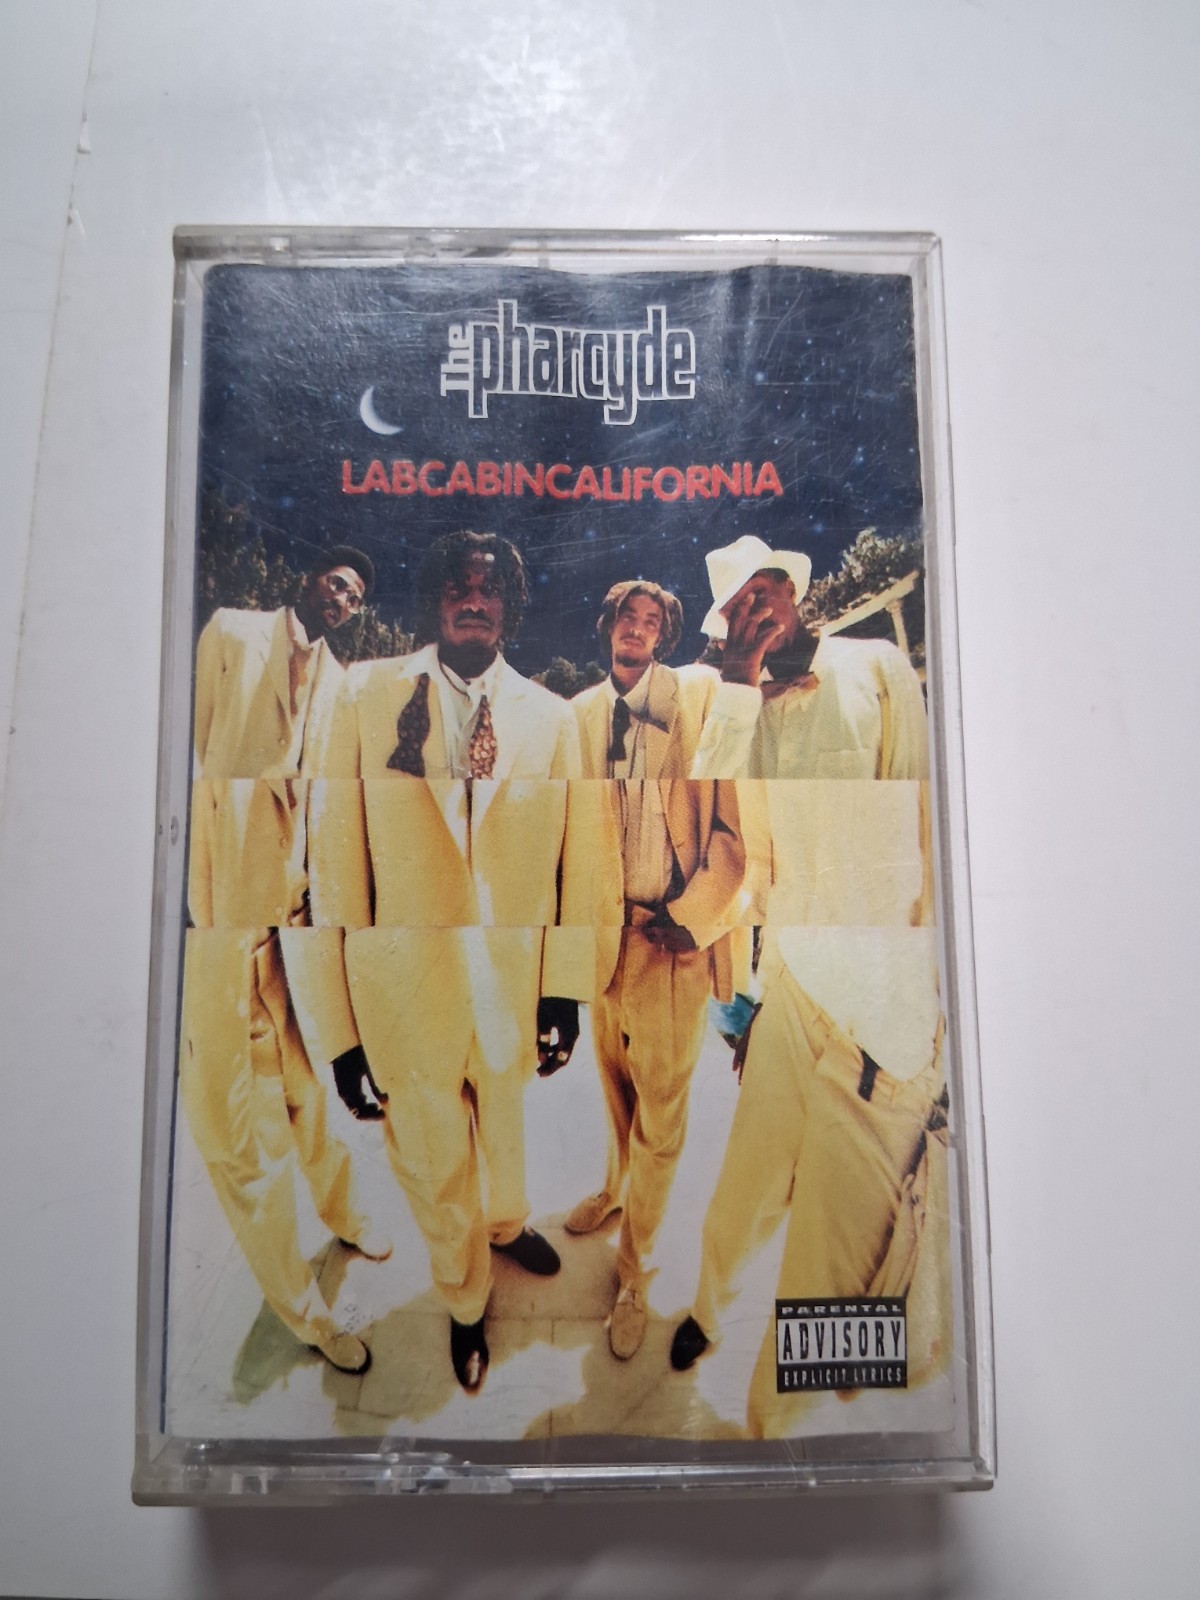 The pharcyde
LABCABINCALIFORNIA
PARENTAL
ADVISORY
EXPLICIT LYRICS